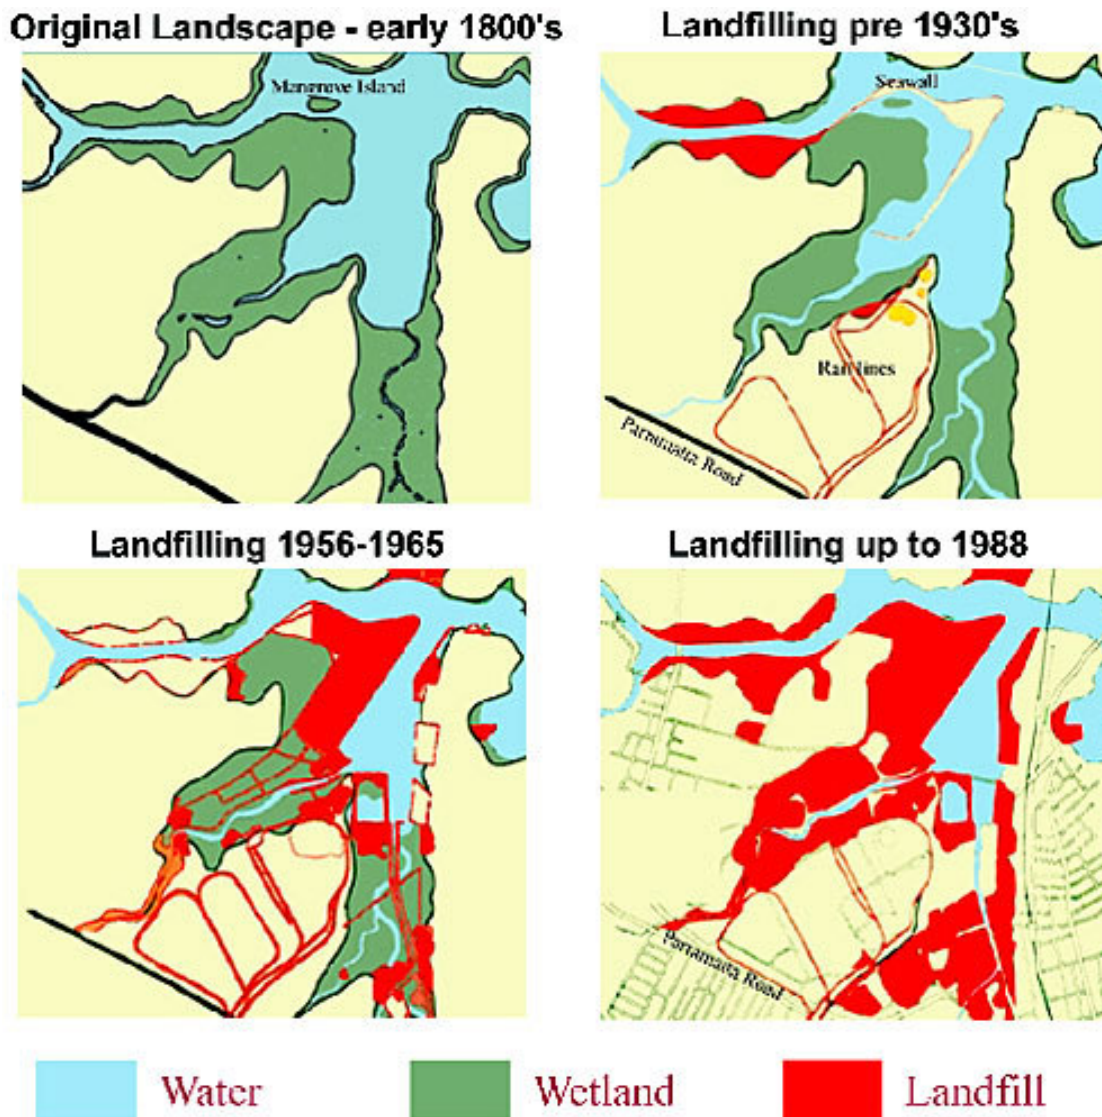 Original Landscape - early 1800's
Landfilling pre 1930's
Mangrove Island
Seawall
Rail lines
Parramatta Road
Landfilling 1956-1965
Landfilling up to 1988
Parramatta Road
Water
Wetland
Landfill